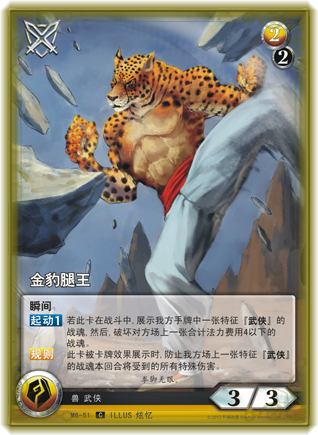 2
2
金豹腿王
瞬间
起动1 若此卡在战斗中,展示我方手牌中一张特征『武侠』的
战魂,然后,破坏对方场上一张合计法力费用4以下的
战魂。
规则 此卡被卡牌效果展示时,防止我方场上一张特征『武侠』
的战魂本回合将受到的所有特殊伤害。
拳脚无眼
兽 武侠
C ILLUS 炫忆
3/3